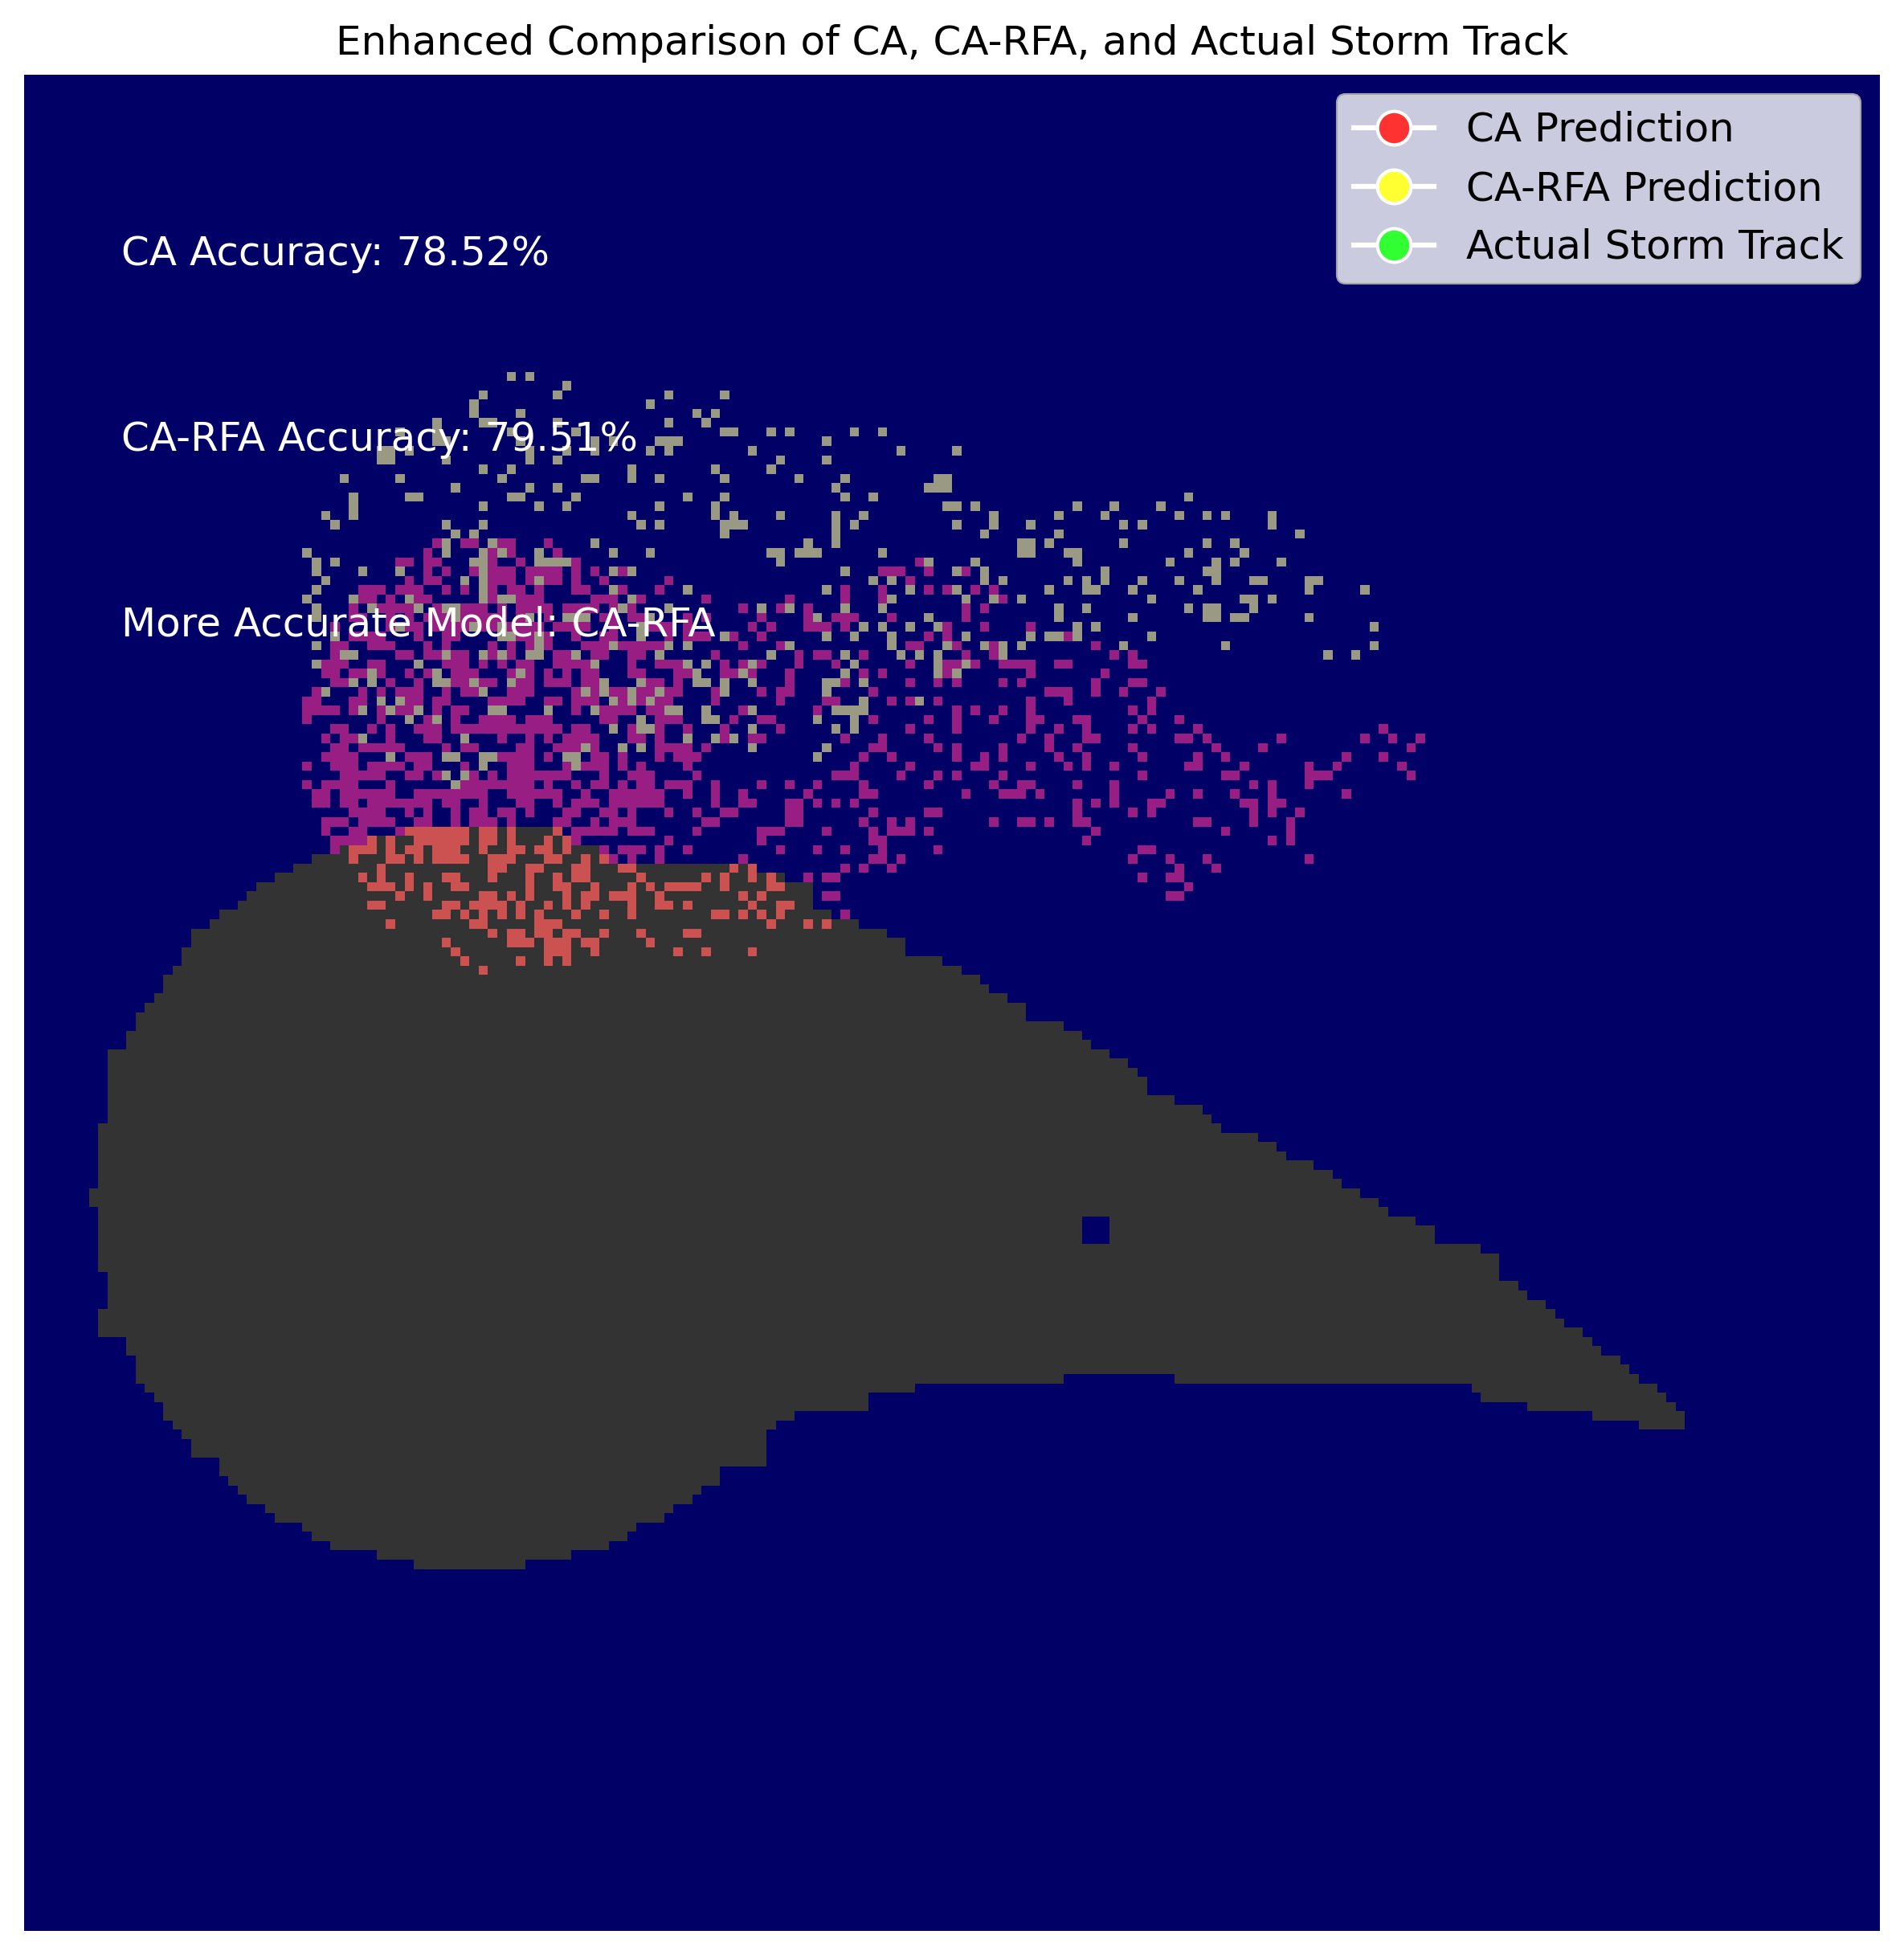 Enhanced Comparison of CA, CA-RFA, and Actual Storm Track
CA Prediction
CA-RFA Prediction
Actual Storm Track
CA Accuracy: 78.52%
CA-RFA Accuracy: 79.51%
More Accurate Model: CA-RFA